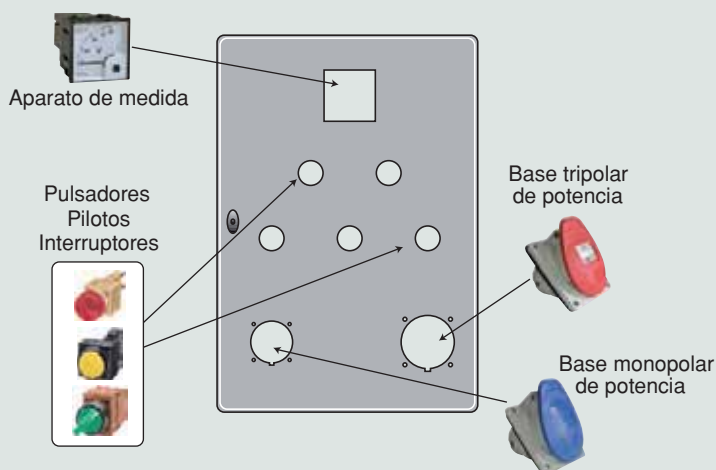 Aparato de medida
Pulsadores
Pilotos
Interruptores
Base tripolar
de potencia
Base monopolar
de potencia